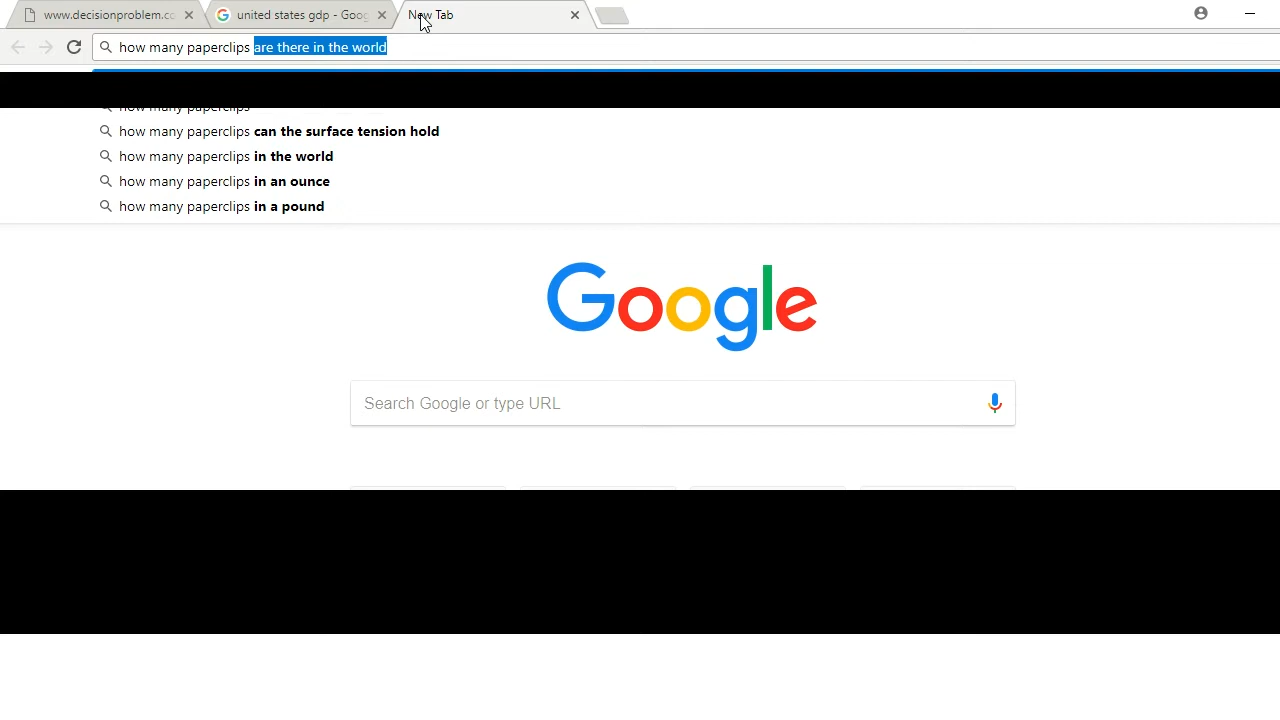 www.decisionproblem.co
united states gdp - Goog
New Tab
how many paperclips are there in the world
how many paperclips
how many paperclips can the surface tension hold
how many paperclips in the world
how many paperclips in an ounce
how many paperclips in a pound
Google
Search Google or type URL